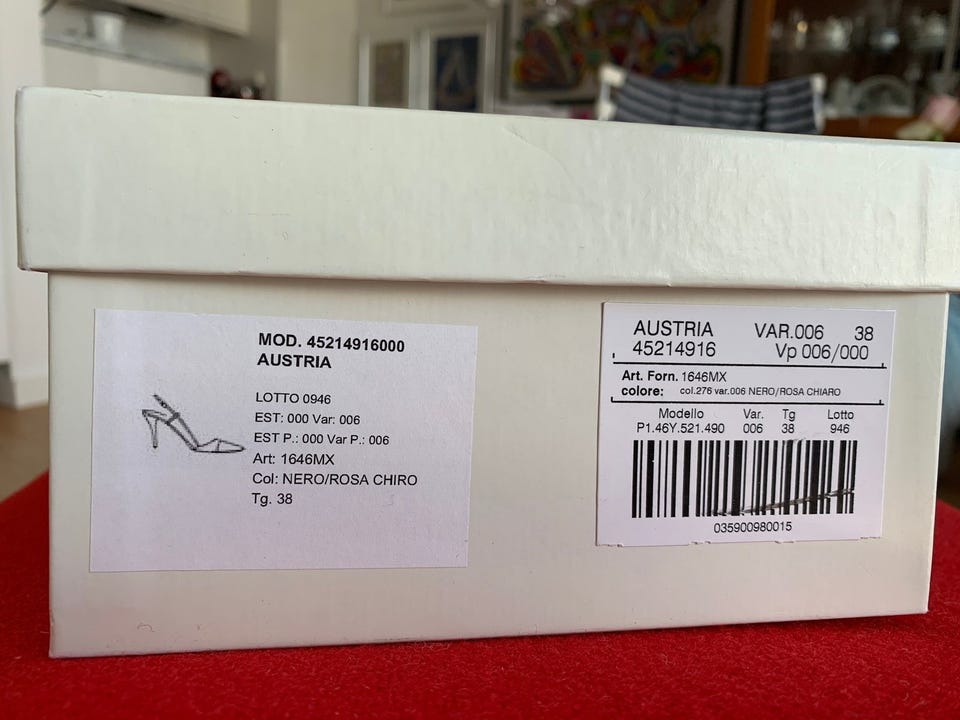 MOD. 45214916000
AUSTRIA
LOTTO 0946
EST: 000 Var: 006
EST P.: 000 Var P.: 006
Art: 1646MX
Col: NERO/ROSA CHIRO
Tg. 38
AUSTRIA VAR.006 38
45214916 Vp 006/000
Art. Forn. 1646MX
colore: col.276 var.006 NERO/ROSA CHIARO
Modello Var. Tg Lotto
P1.46Y.521.490 006 38 946
035900980015